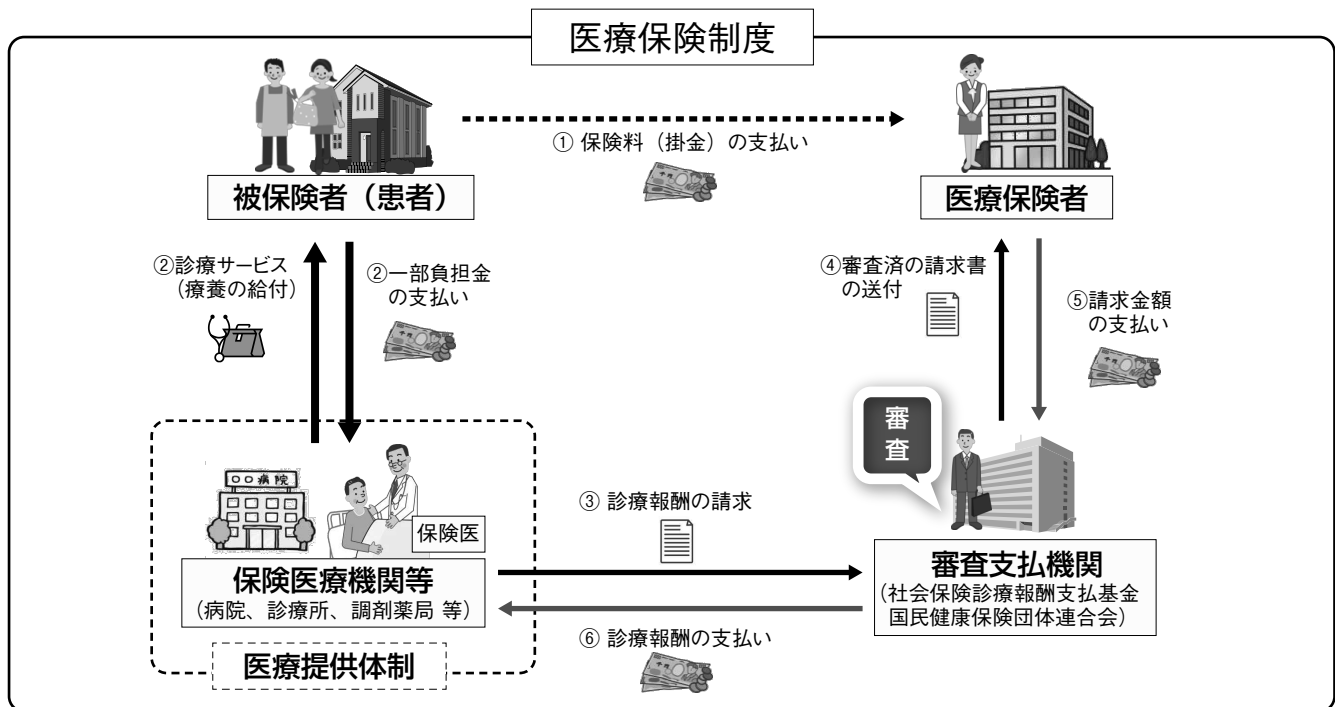 医療保険制度
① 保険料（掛金）の支払い
被保険者（患者）
医療保険者
②診療サービス
（療養の給付）
②一部負担金
の支払い
④審査済の請求書
の送付
⑤請求金額
の支払い
審
査
○○病院
保険医
③ 診療報酬の請求
保険医療機関等
（病院、診療所、調剤薬局 等）
審査支払機関
（社会保険診療報酬支払基金
国民健康保険団体連合会）
⑥ 診療報酬の支払い
医療提供体制